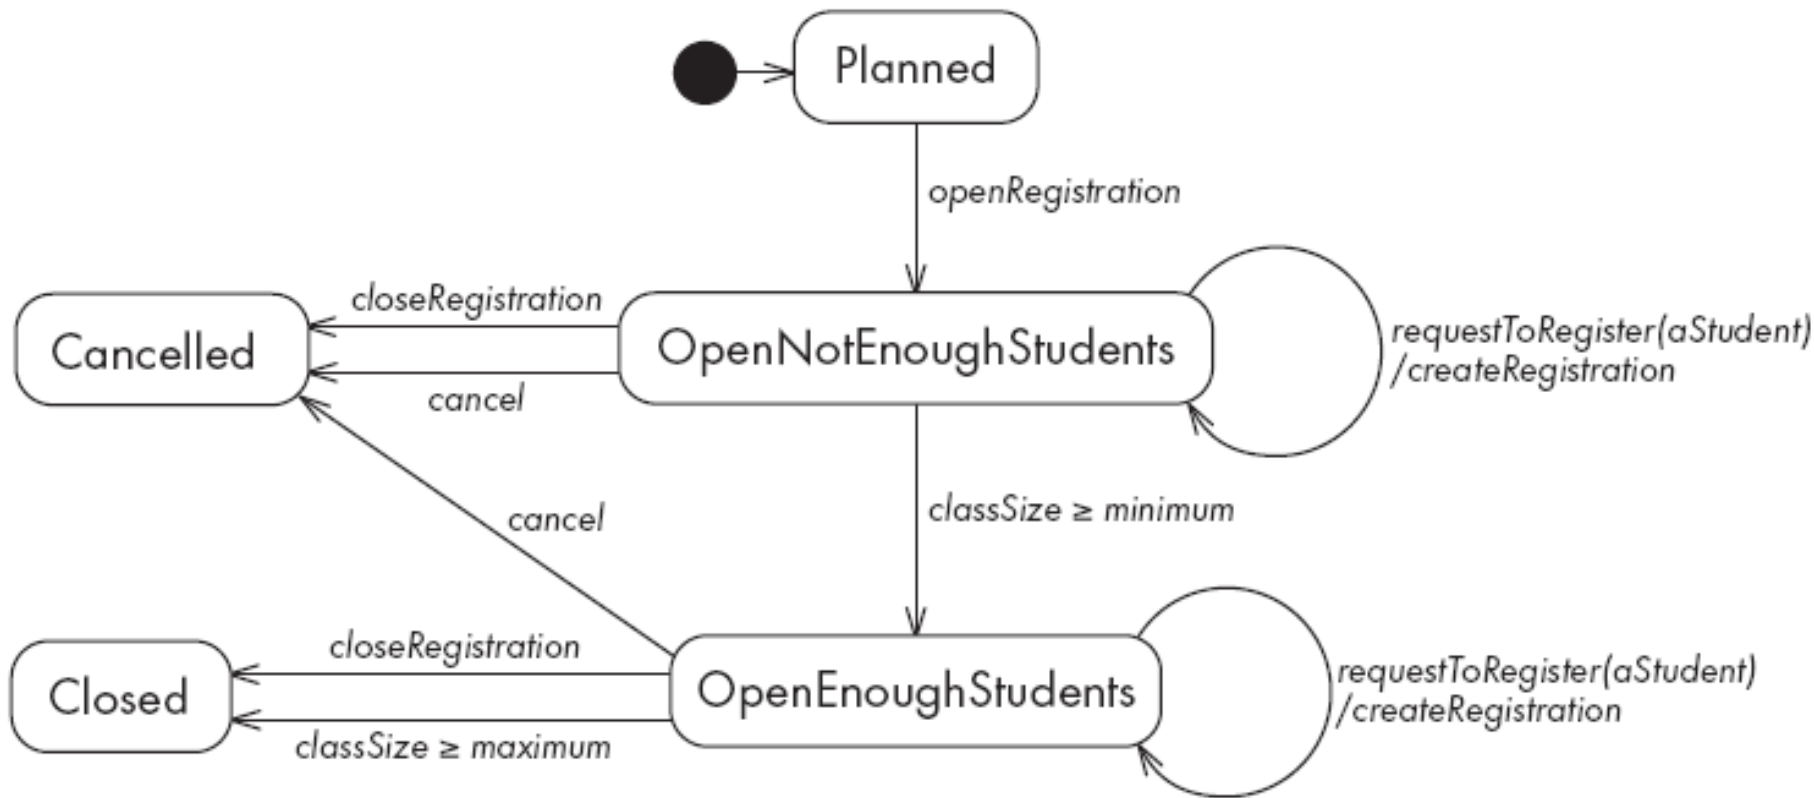 Planned
openRegistration
closeRegistration
Cancelled
OpenNotEnoughStudents
requestToRegister(aStudent)
/createRegistration
cancel
cancel
classSize ≥ minimum
closeRegistration
Closed
OpenEnoughStudents
requestToRegister(aStudent)
/createRegistration
classSize ≥ maximum